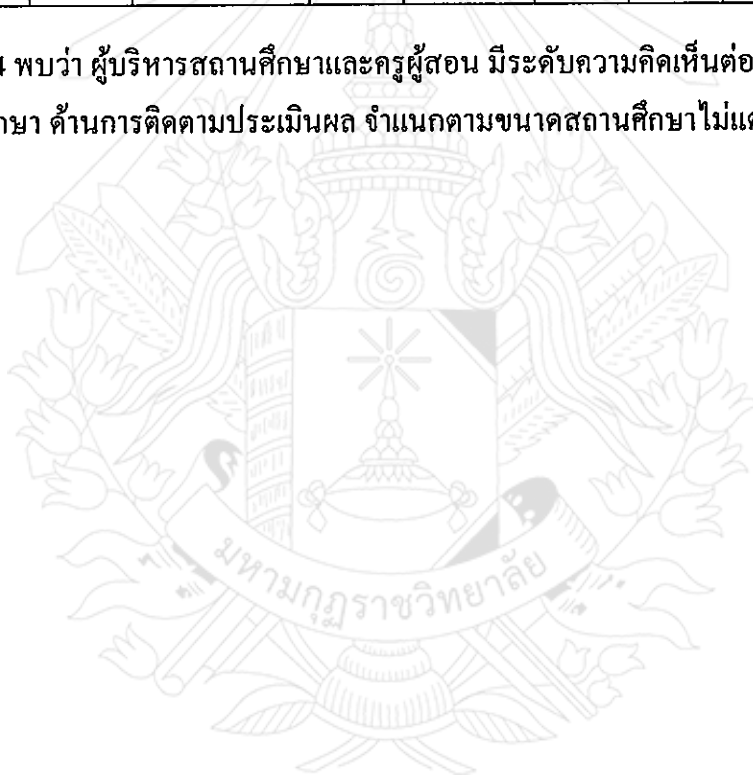 4 พบว่า ผู้บริหารสถานศึกษาและครูผู้สอน มีระดับความคิดเห็นต่อ
ษา ด้านการติดตามประเมินผล จำแนกตามขนาดสถานศึกษาไม่แ
มหามกุฏราชวิทยาลัย